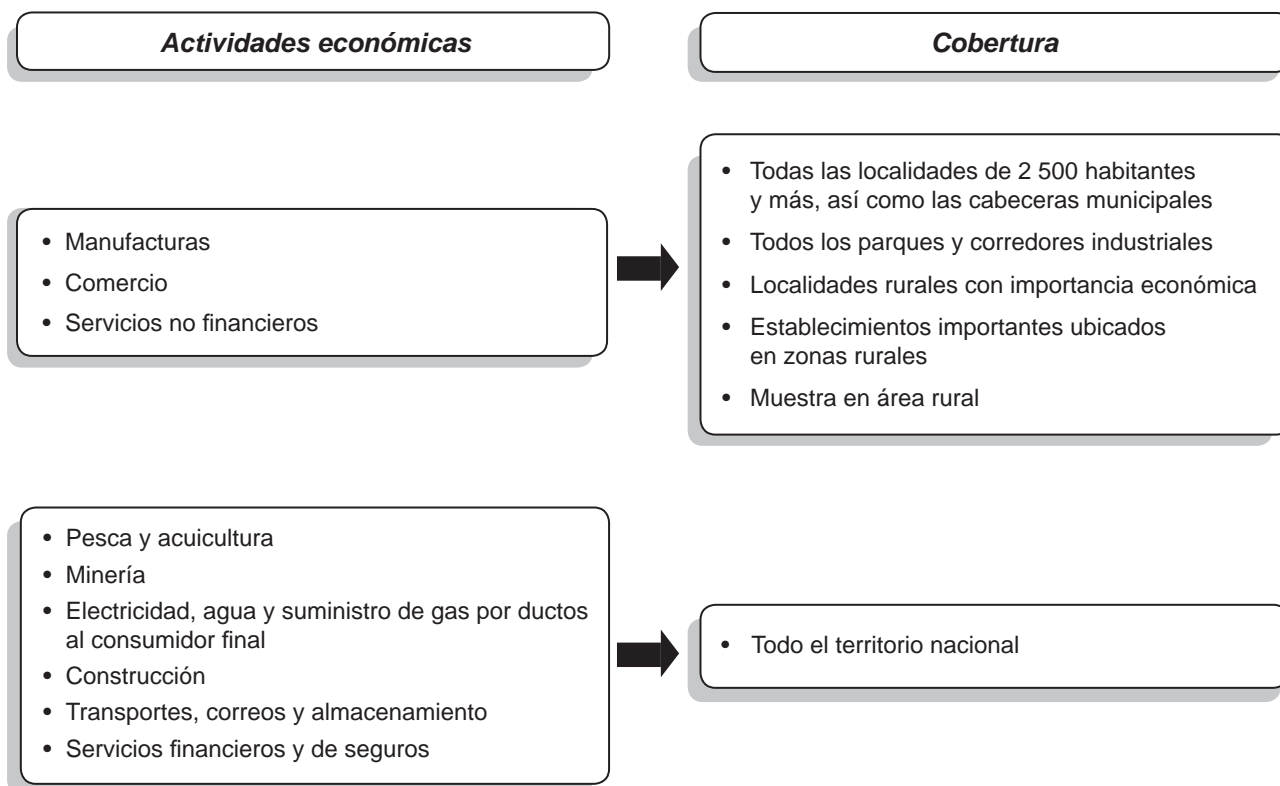 Actividades económicas
Cobertura
• Manufacturas
• Comercio
• Servicios no financieros
• Todas las localidades de 2 500 habitantes
y más, así como las cabeceras municipales
• Todos los parques y corredores industriales
• Localidades rurales con importancia económica
• Establecimientos importantes ubicados
en zonas rurales
• Muestra en área rural
• Pesca y acuicultura
• Minería
• Electricidad, agua y suministro de gas por ductos
al consumidor final
• Construcción
• Transportes, correos y almacenamiento
• Servicios financieros y de seguros
• Todo el territorio nacional